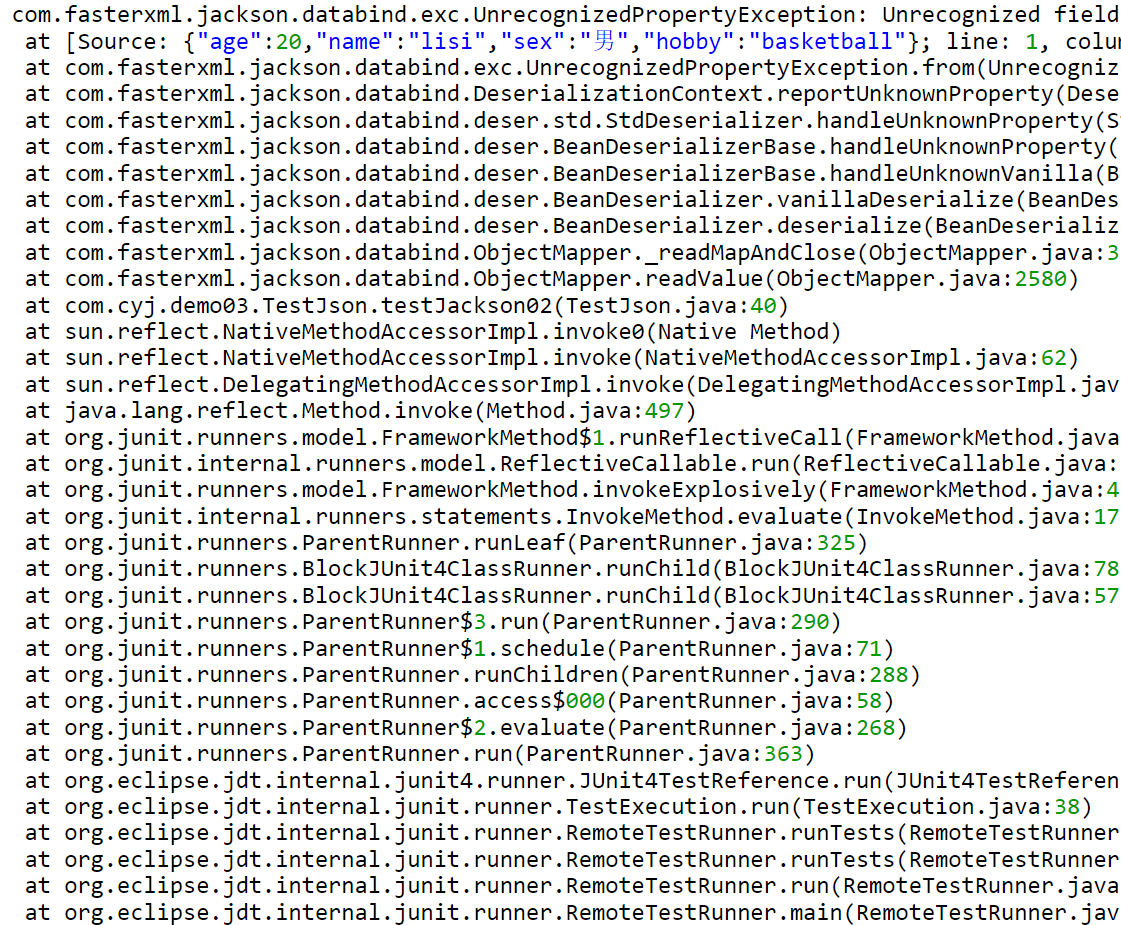 com.fasterxml.jackson.databind.exc.UnrecognizedPropertyException: Unrecognized field
at [Source: {"age":20,"name":"lisi","sex":"男","hobby":"basketball"}; line: 1, colum
at com.fasterxml.jackson.databind.exc.UnrecognizedPropertyException.from(Unrecogniz
at com.fasterxml.jackson.databind.DeserializationContext.reportUnknownProperty(Dese
at com.fasterxml.jackson.databind.deser.std.StdDeserializer.handleUnknownProperty(S
at com.fasterxml.jackson.databind.deser.BeanDeserializerBase.handleUnknownProperty(
at com.fasterxml.jackson.databind.deser.BeanDeserializerBase.handleUnknownVanilla(B
at com.fasterxml.jackson.databind.deser.BeanDeserializer.vanillaDeserialize(BeanDes
at com.fasterxml.jackson.databind.deser.BeanDeserializer.deserialize(BeanDeserializ
at com.fasterxml.jackson.databind.ObjectMapper._readMapAndClose(ObjectMapper.java:3
at com.fasterxml.jackson.databind.ObjectMapper.readValue(ObjectMapper.java:2580)
at com.cyj.demo03.TestJson.testJackson02(TestJson.java:40)
at sun.reflect.NativeMethodAccessorImpl.invoke0(Native Method)
at sun.reflect.NativeMethodAccessorImpl.invoke(NativeMethodAccessorImpl.java:62)
at sun.reflect.DelegatingMethodAccessorImpl.invoke(DelegatingMethodAccessorImpl.jav
at java.lang.reflect.Method.invoke(Method.java:497)
at org.junit.runners.model.FrameworkMethod$1.runReflectiveCall(FrameworkMethod.java
at org.junit.internal.runners.model.ReflectiveCallable.run(ReflectiveCallable.java:
at org.junit.runners.model.FrameworkMethod.invokeExplosively(FrameworkMethod.java:4
at org.junit.internal.runners.statements.InvokeMethod.evaluate(InvokeMethod.java:17
at org.junit.runners.ParentRunner.runLeaf(ParentRunner.java:325)
at org.junit.runners.BlockJUnit4ClassRunner.runChild(BlockJUnit4ClassRunner.java:78
at org.junit.runners.BlockJUnit4ClassRunner.runChild(BlockJUnit4ClassRunner.java:57
at org.junit.runners.ParentRunner$3.run(ParentRunner.java:290)
at org.junit.runners.ParentRunner$1.schedule(ParentRunner.java:71)
at org.junit.runners.ParentRunner.runChildren(ParentRunner.java:288)
at org.junit.runners.ParentRunner.access$000(ParentRunner.java:58)
at org.junit.runners.ParentRunner$2.evaluate(ParentRunner.java:268)
at org.junit.runners.ParentRunner.run(ParentRunner.java:363)
at org.eclipse.jdt.internal.junit4.runner.JUnit4TestReference.run(JUnit4TestReferen
at org.eclipse.jdt.internal.junit.runner.TestExecution.run(TestExecution.java:38)
at org.eclipse.jdt.internal.junit.runner.RemoteTestRunner.runTests(RemoteTestRunner
at org.eclipse.jdt.internal.junit.runner.RemoteTestRunner.runTests(RemoteTestRunner
at org.eclipse.jdt.internal.junit.runner.RemoteTestRunner.run(RemoteTestRunner.java
at org.eclipse.jdt.internal.junit.runner.RemoteTestRunner.main(RemoteTestRunner.jav